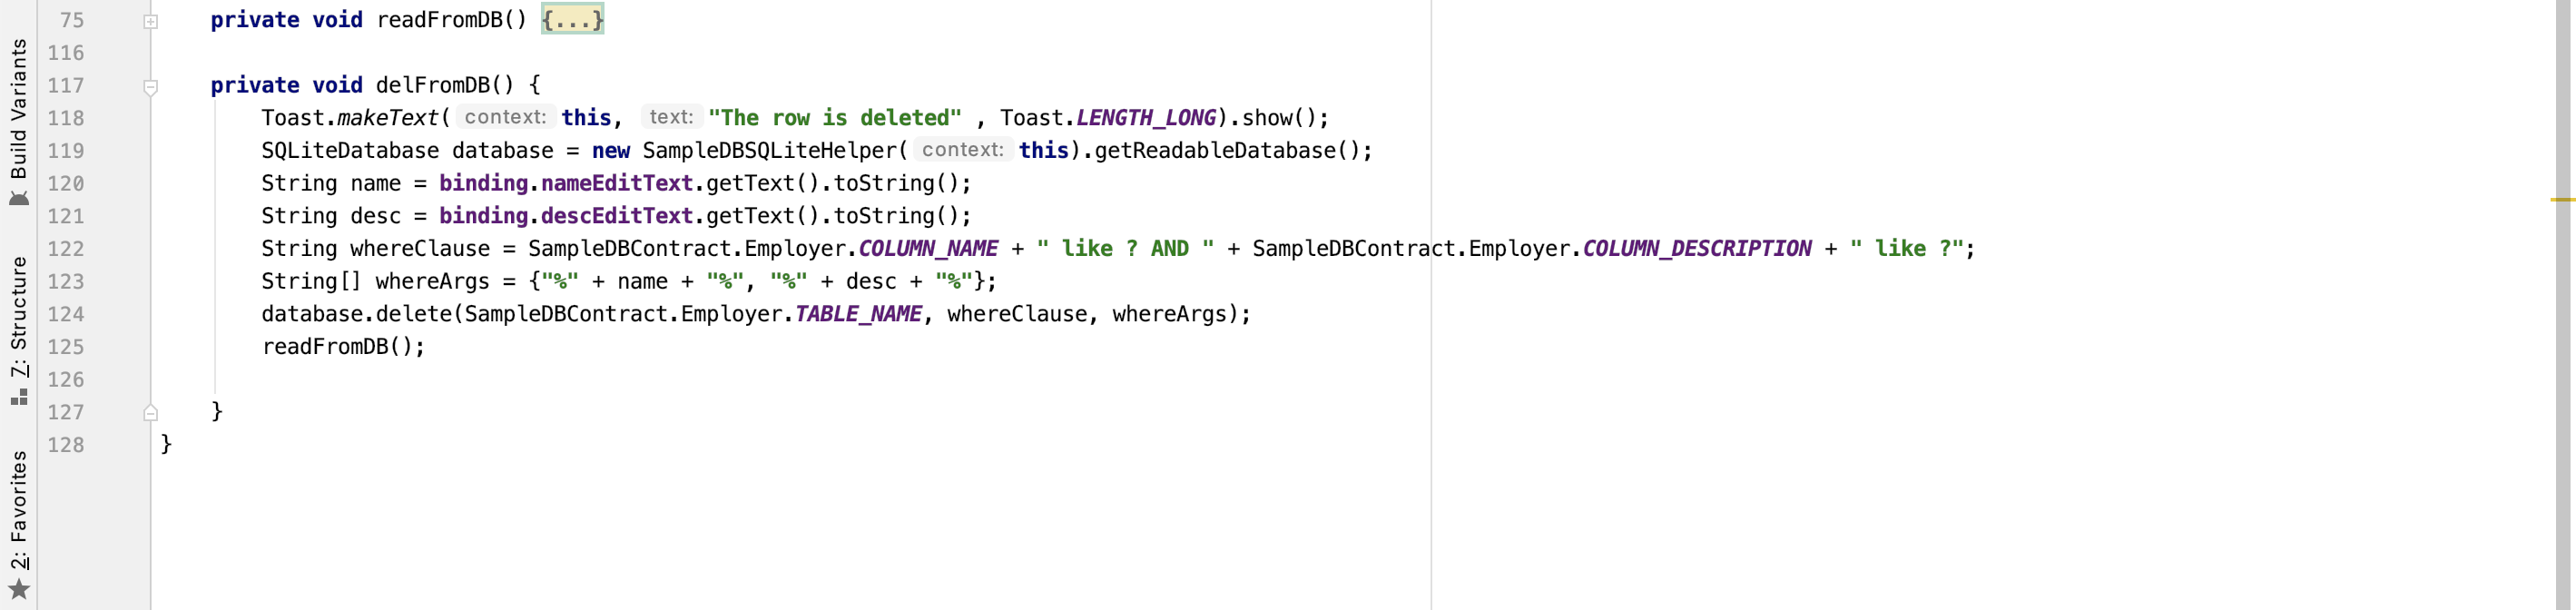 Build Variants
7: Structure
2: Favorites
75 private void readFromDB() {...}
116
117 private void delFromDB() {
118 Toast.makeText( context: this, text: "The row is deleted" , Toast.LENGTH_LONG).show();
119 SQLiteDatabase database = new SampleDBSQLiteHelper( context: this).getReadableDatabase();
120 String name = binding.nameEditText.getText().toString();
121 String desc = binding.descEditText.getText().toString();
122 String whereClause = SampleDBContract.Employer.COLUMN_NAME + " like ? AND " + SampleDBContract.Employer.COLUMN_DESCRIPTION + " like ?";
123 String[] whereArgs = {"%" + name + "%", "%" + desc + "%"};
124 database.delete(SampleDBContract.Employer.TABLE_NAME, whereClause, whereArgs);
125 readFromDB();
126
127 }
128 }